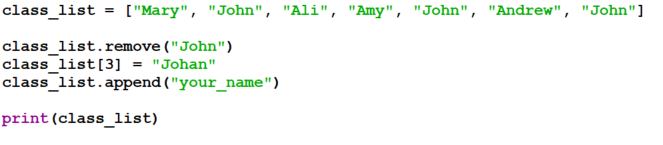 class_list = ["Mary", "John", "Ali", "Amy", "John", "Andrew", "John"]
class_list.remove("John")
class_list[3] = "Johan"
class_list.append("your_name")
print(class_list)